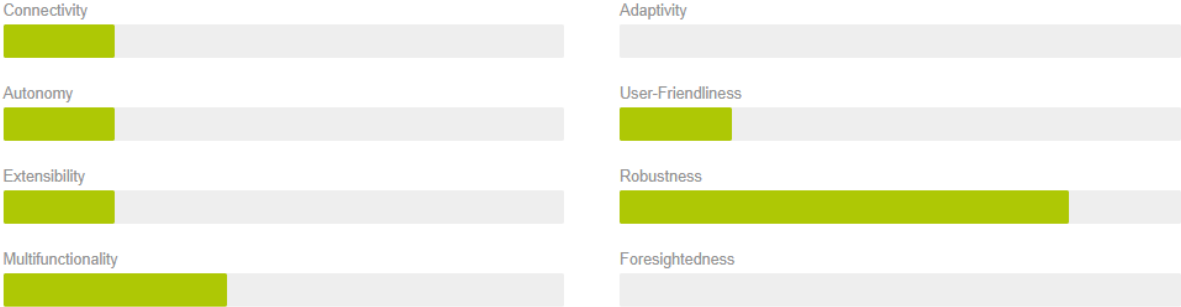 Connectivity
Adaptivity
Autonomy
User-Friendliness
Extensibility
Robustness
Multifunctionality
Foresightedness